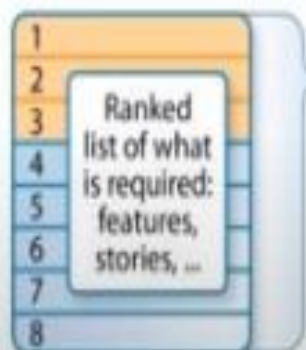 1
2
3
4
5
6
7
8
Ranked
list of what
is required:
features,
stories, ...